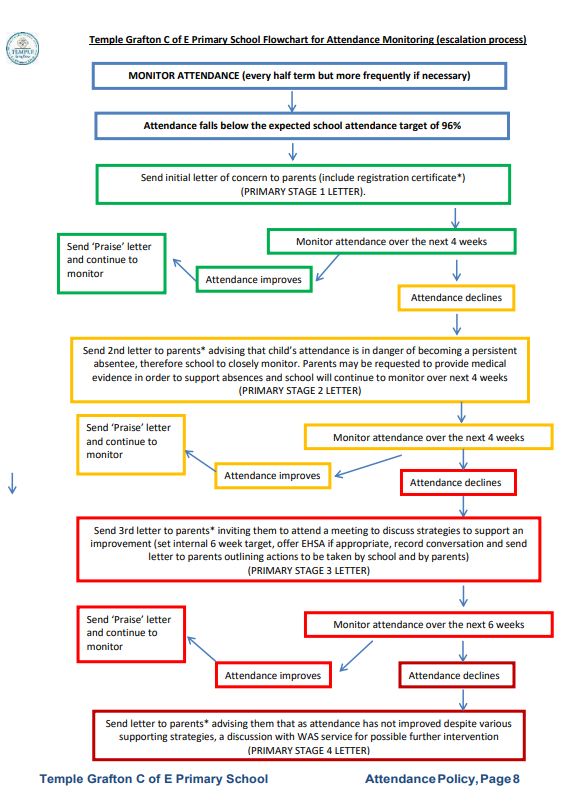 Temple Grafton C of E Primary School Flowchart for Attendance Monitoring (escalation process)
TEMPLE
MONITOR ATTENDANCE (every half term but more frequently if necessary)
Attendance falls below the expected school attendance target of 96%
Send initial letter of concern to parents (include registration certificate*)
(PRIMARY STAGE 1 LETTER).
Monitor attendance over the next 4 weeks
Send ‘Praise’ letter
and continue to
monitor
Attendance improves
Attendance declines
Send 2nd letter to parents* advising that child’s attendance is in danger of becoming a persistent
absentee, therefore school to closely monitor. Parents may be requested to provide medical
evidence in order to support absences and school will continue to monitor over next 4 weeks
(PRIMARY STAGE 2 LETTER)
Monitor attendance over the next 4 weeks
Send ‘Praise’ letter
and continue to
monitor
Attendance improves
Attendance declines
Send 3rd letter to parents* inviting them to attend a meeting to discuss strategies to support an
improvement (set internal 6 week target, offer EHSA if appropriate, record conversation and send
letter to parents outlining actions to be taken by school and by parents)
(PRIMARY STAGE 3 LETTER)
Monitor attendance over the next 6 weeks
Send ‘Praise’ letter
and continue to
monitor
Attendance improves
Attendance declines
Send letter to parents* advising them that as attendance has not improved despite various
supporting strategies, a discussion with WAS service for possible further intervention
(PRIMARY STAGE 4 LETTER)
Temple Grafton C of E Primary School Attendance Policy, Page 8